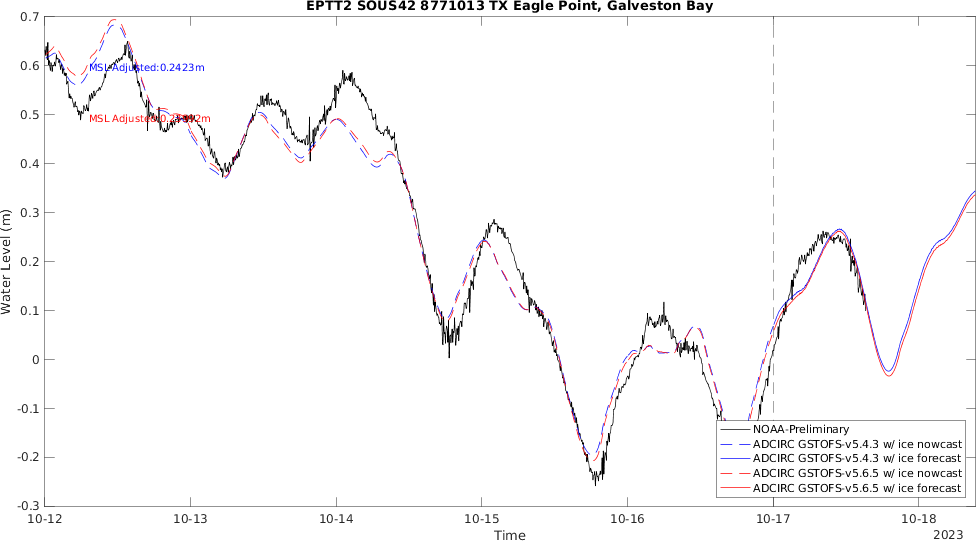 EPTT2 SOUS42 8771013 TX Eagle Point, Galveston Bay
0.7
0.6
0.5
0.4
0.3
0.2
0.1
0
-0.1
-0.2
-0.3
Water Level (m)
MSL Adjusted:0.2423m
MSL Adjusted:
NOAA-Preliminary
ADCIRC GSTOFS-v5.4.3 w/ ice nowcast
ADCIRC GSTOFS-v5.4.3 w/ ice forecast
ADCIRC GSTOFS-v5.6.5 w/ ice nowcast
ADCIRC GSTOFS-v5.6.5 w/ ice forecast
10-12 10-13 10-14 10-15 10-16 10-17 10-18
Time
2023